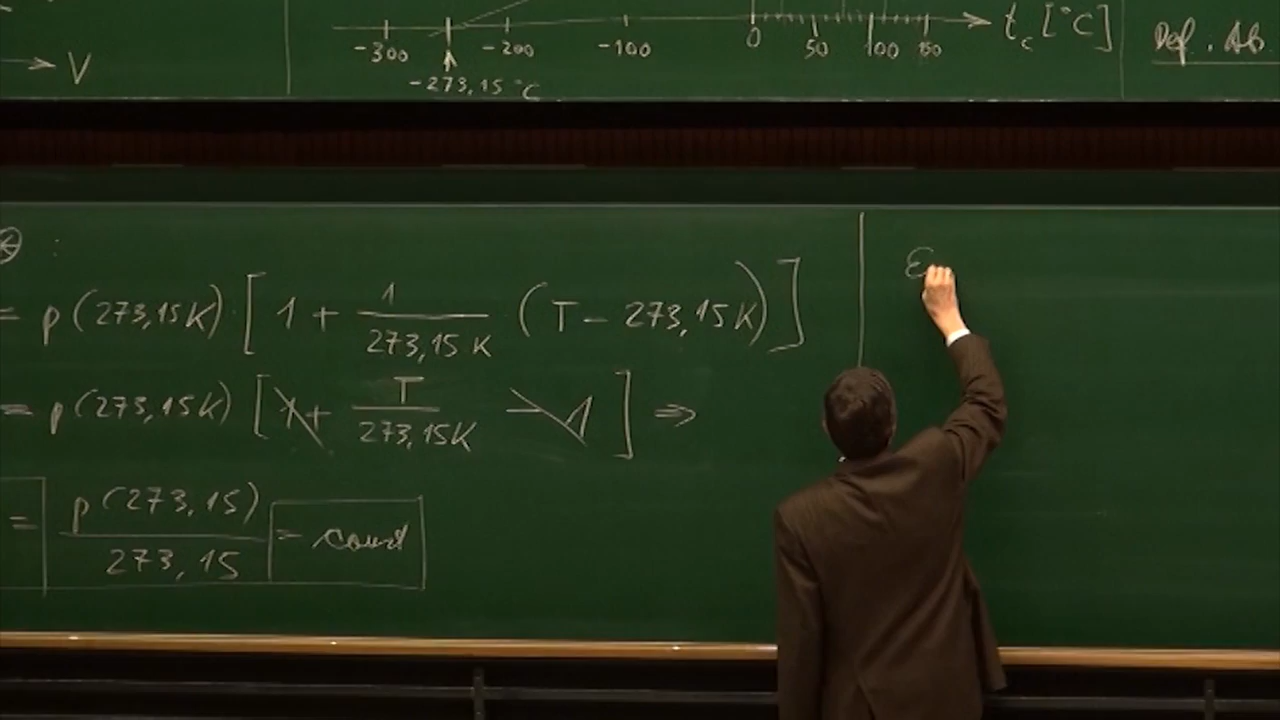 -300 -200 -100 0 50 100 150 t_c [°C]
V
-273,15 °C
Def. Ab
⊛ :
= p(273,15K) [ 1 + 1/273,15 K (T - 273,15K) ]
= p(273,15K) [ 1 + T/273,15K - 1 ] ⇒
= p(273,15)/273,15 = const
E